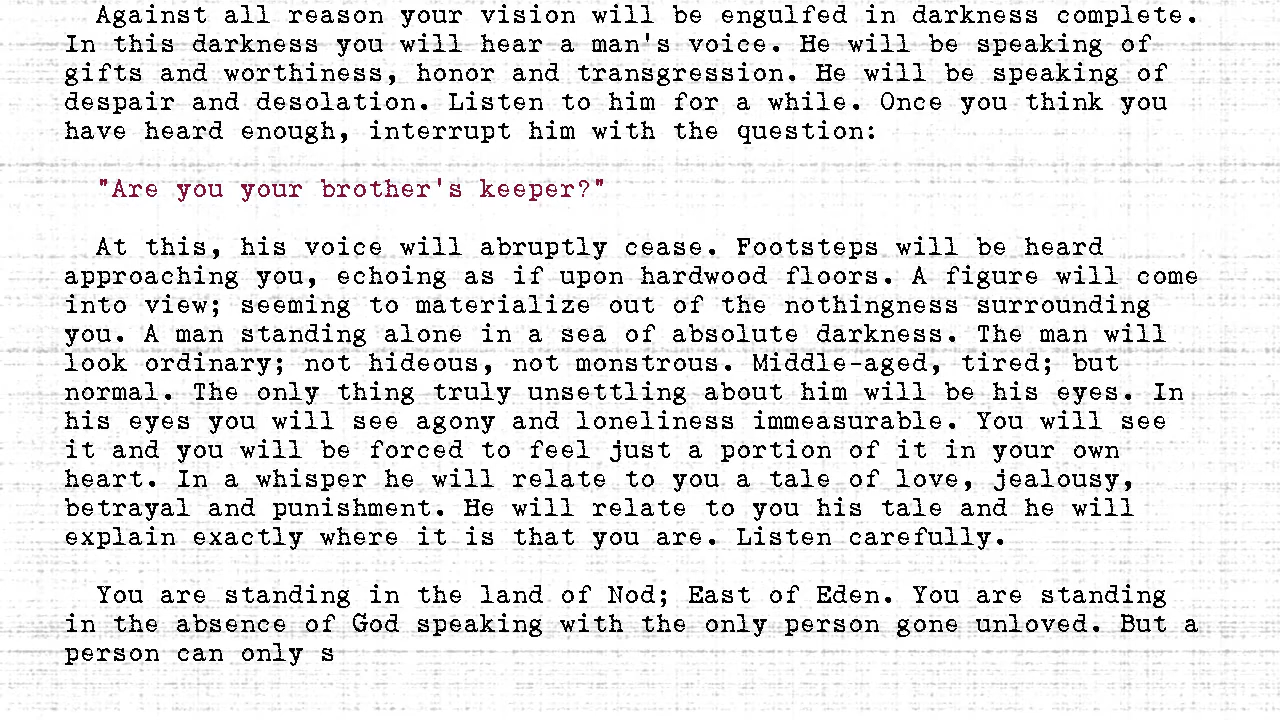 Against all reason your vision will be engulfed in darkness complete.
In this darkness you will hear a man's voice. He will be speaking of
gifts and worthiness, honor and transgression. He will be speaking of
despair and desolation. Listen to him for a while. Once you think you
have heard enough, interrupt him with the question:
"Are you your brother's keeper?"
At this, his voice will abruptly cease. Footsteps will be heard
approaching you, echoing as if upon hardwood floors. A figure will come
into view; seeming to materialize out of the nothingness surrounding
you. A man standing alone in a sea of absolute darkness. The man will
look ordinary; not hideous, not monstrous. Middle-aged, tired; but
normal. The only thing truly unsettling about him will be his eyes. In
his eyes you will see agony and loneliness immeasurable. You will see
it and you will be forced to feel just a portion of it in your own
heart. In a whisper he will relate to you a tale of love, jealousy,
betrayal and punishment. He will relate to you his tale and he will
explain exactly where it is that you are. Listen carefully.
You are standing in the land of Nod; East of Eden. You are standing
in the absence of God speaking with the only person gone unloved. But a
person can only s